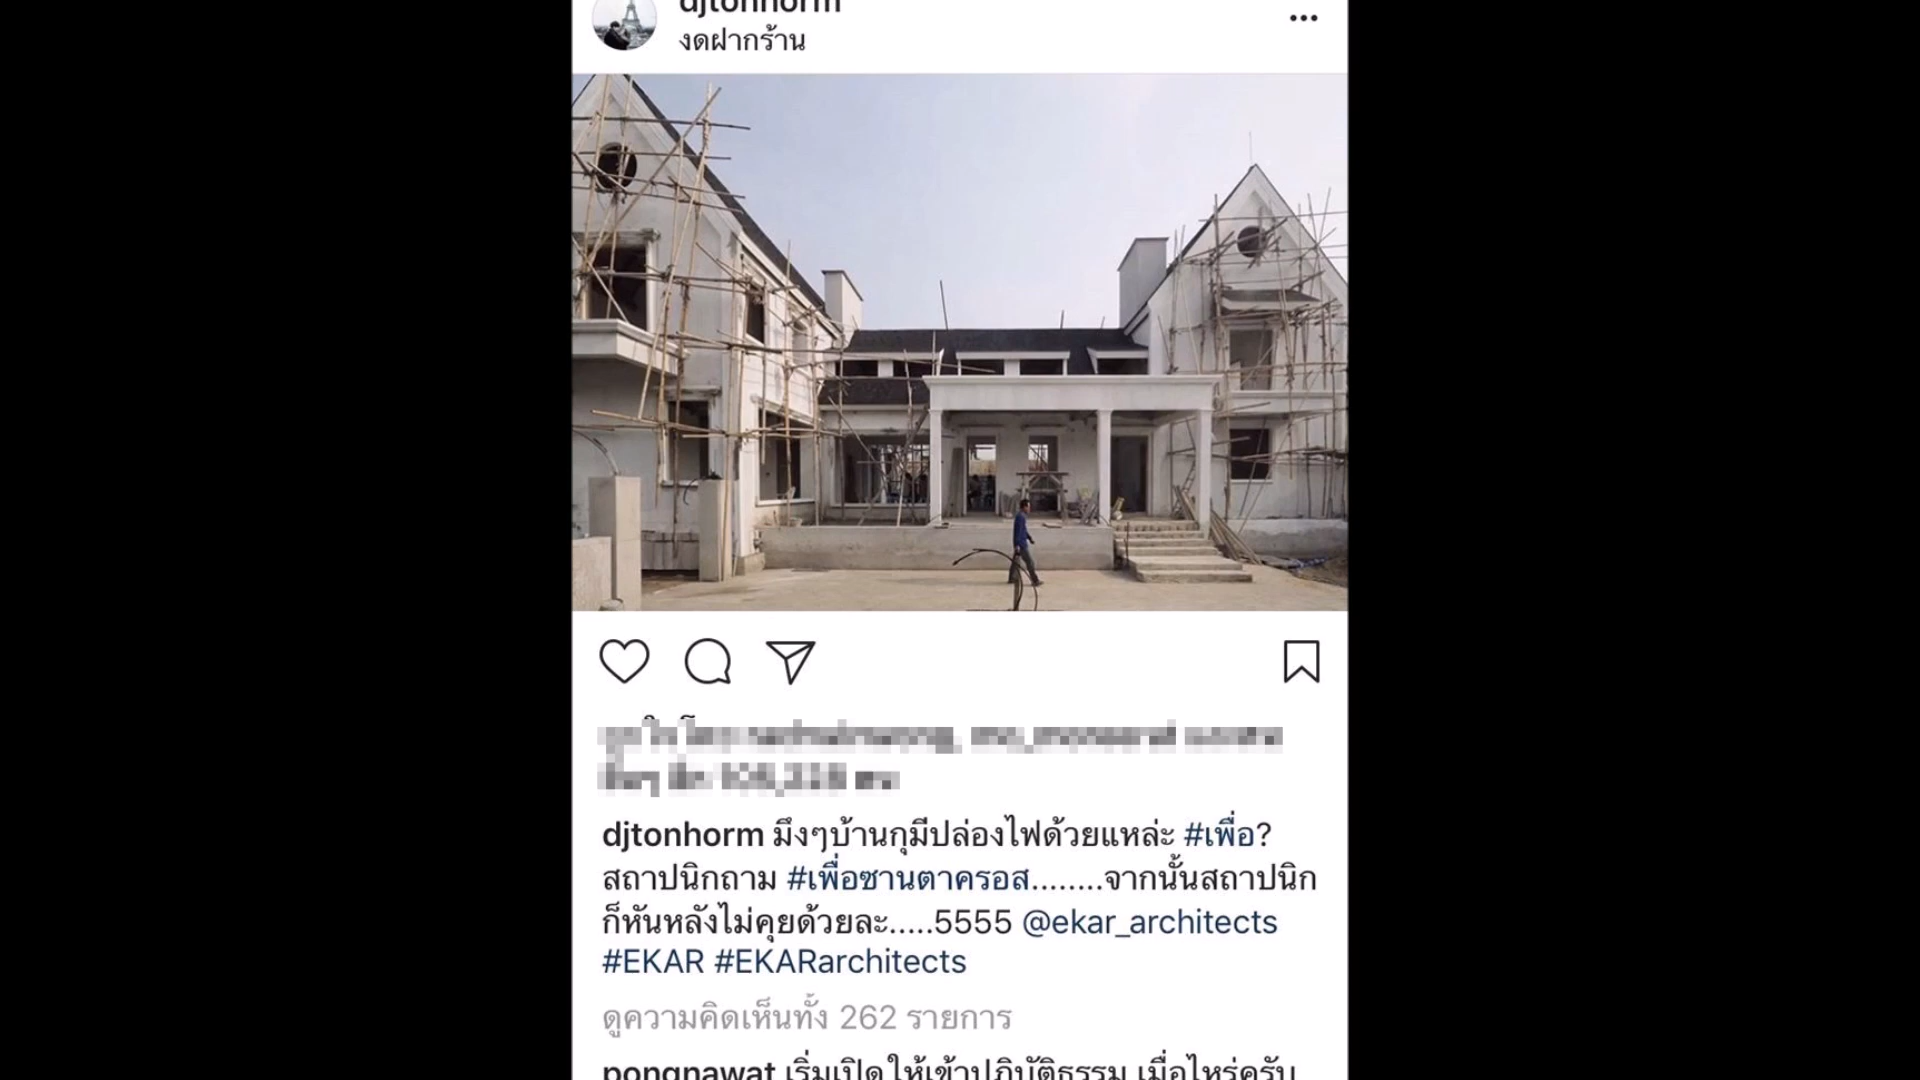 djtonhorm
งดฝากร้าน
djtonhorm มึงๆบ้านกุมีปล่องไฟด้วยแหล่ะ #เพื่อ?
สถาปนิกถาม #เพื่อซานตาครอส........จากนั้นสถาปนิก
ก็หันหลังไม่คุยด้วยละ.....5555 @ekar_architects
#EKAR #EKARarchitects
ดูความคิดเห็นทั้ง 262 รายการ
pongnawat เริ่มเปิดให้เข้าปฏิบัติธรรม เมื่อไหร่ครับ